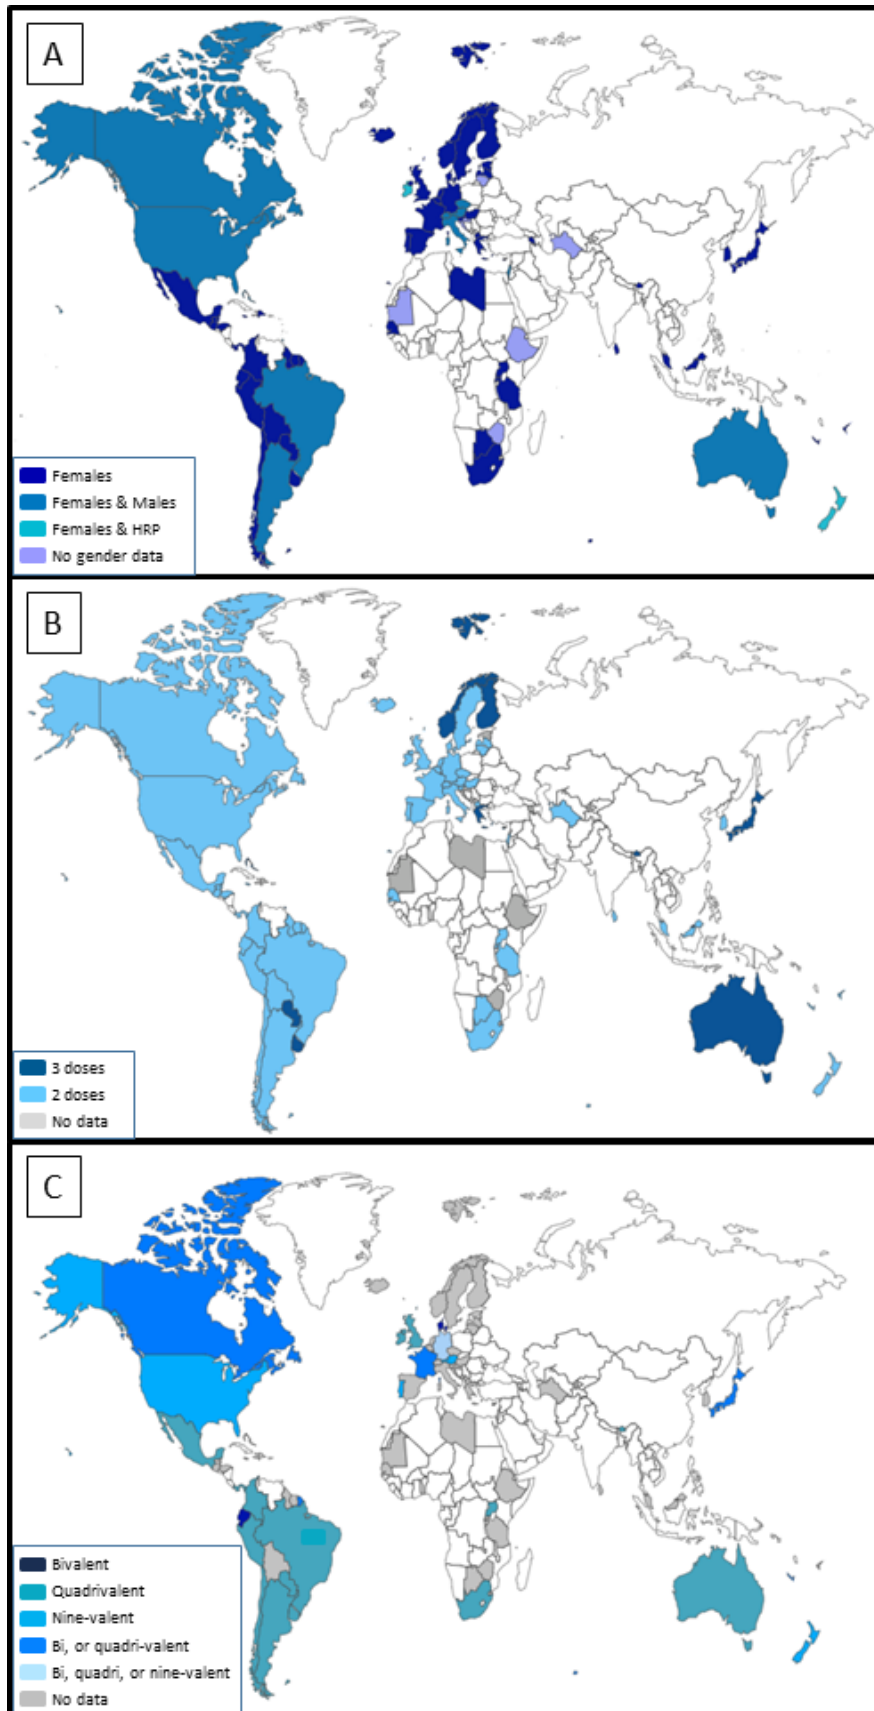 A
Females
Females & Males
Females & HRP
No gender data
B
3 doses
2 doses
No data
C
Bivalent
Quadrivalent
Nine-valent
Bi, or quadri-valent
Bi, quadri, or nine-valent
No data